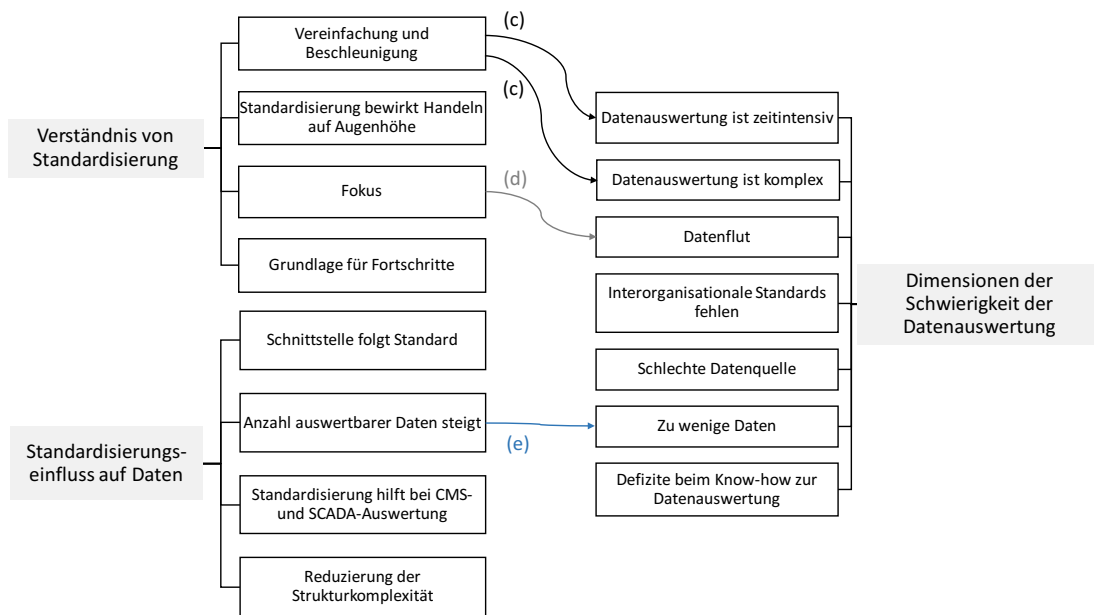 Verständnis von
Standardisierung
Vereinfachung und
Beschleunigung
Standardisierung bewirkt Handeln
auf Augenhöhe
Fokus
Grundlage für Fortschritte
Standardisierungs-
einfluss auf Daten
Schnittstelle folgt Standard
Anzahl auswertbarer Daten steigt
Standardisierung hilft bei CMS-
und SCADA-Auswertung
Reduzierung der
Strukturkomplexität
(c)
(c)
(d)
(e)
Datenauswertung ist zeitintensiv
Datenauswertung ist komplex
Datenflut
Interorganisationale Standards
fehlen
Schlechte Datenquelle
Zu wenige Daten
Defizite beim Know-how zur
Datenauswertung
Dimensionen der
Schwierigkeit der
Datenauswertung